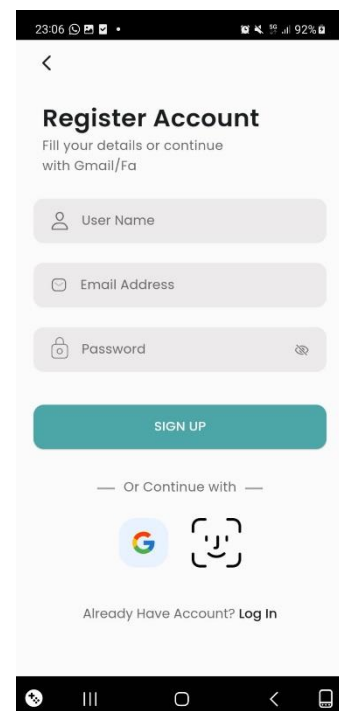 23:06 92%
Register Account
Fill your details or continue
with Gmail/Fa
User Name
Email Address
Password
SIGN UP
Or Continue with
G
Already Have Account? Log In